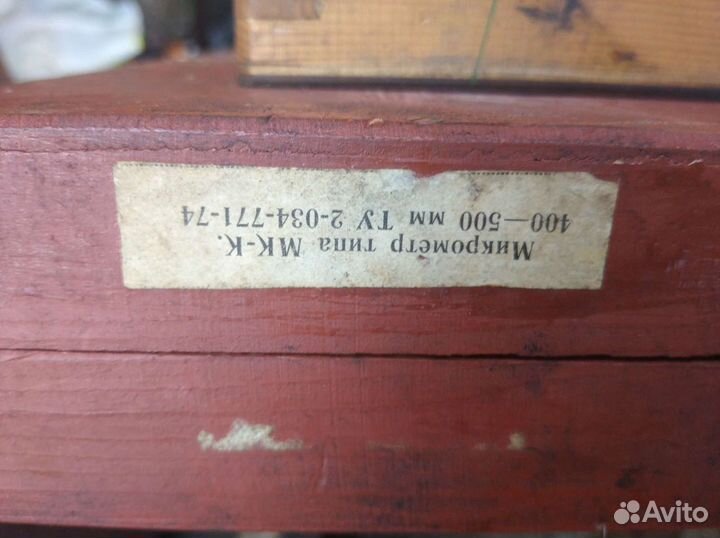 Микрометр типа МК-К.
400—500 мм ТУ 2-034-771-74
Avito